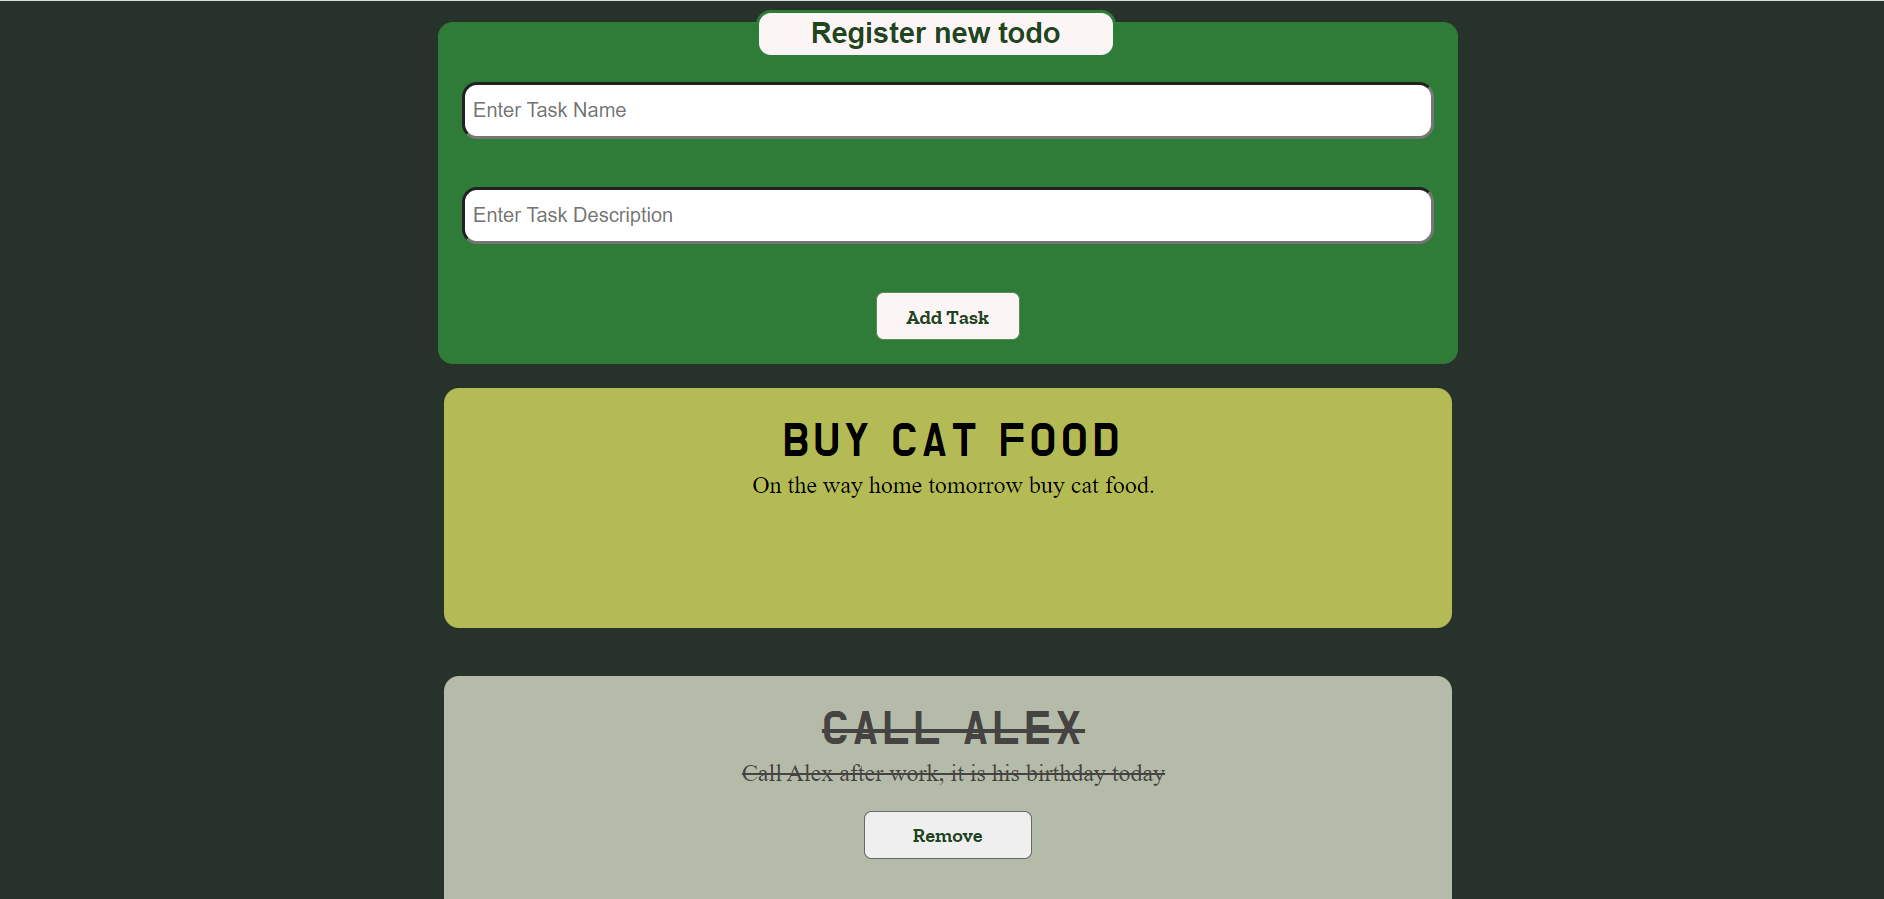 Register new todo
Enter Task Name
Enter Task Description
Add Task
BUY CAT FOOD
On the way home tomorrow buy cat food.
CALL ALEX
Call Alex after work, it is his birthday today
Remove